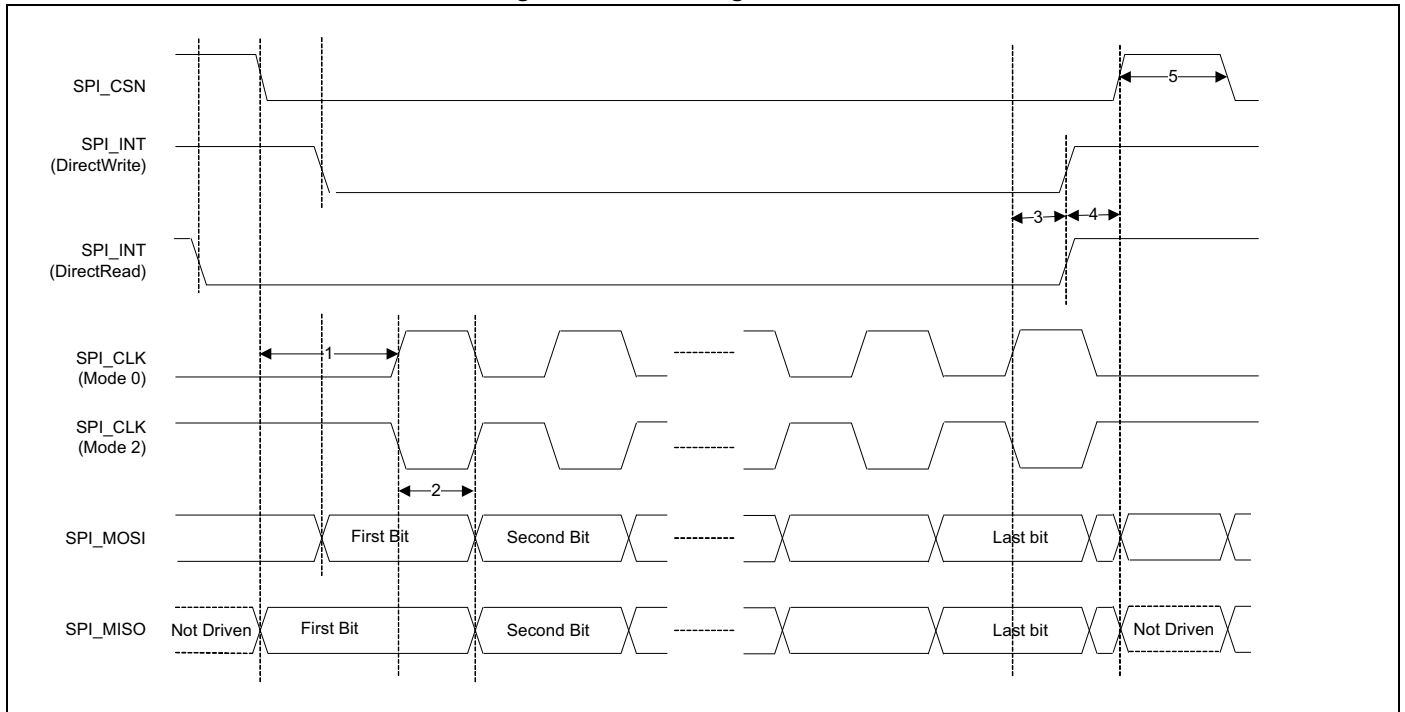 SPI_CSN
5
SPI_INT
(DirectWrite)
3 4
SPI_INT
(DirectRead)
1
SPI_CLK
(Mode 0)
SPI_CLK
(Mode 2)
2
SPI_MOSI First Bit Second Bit Last bit
SPI_MISO Not Driven First Bit Second Bit Last bit Not Driven